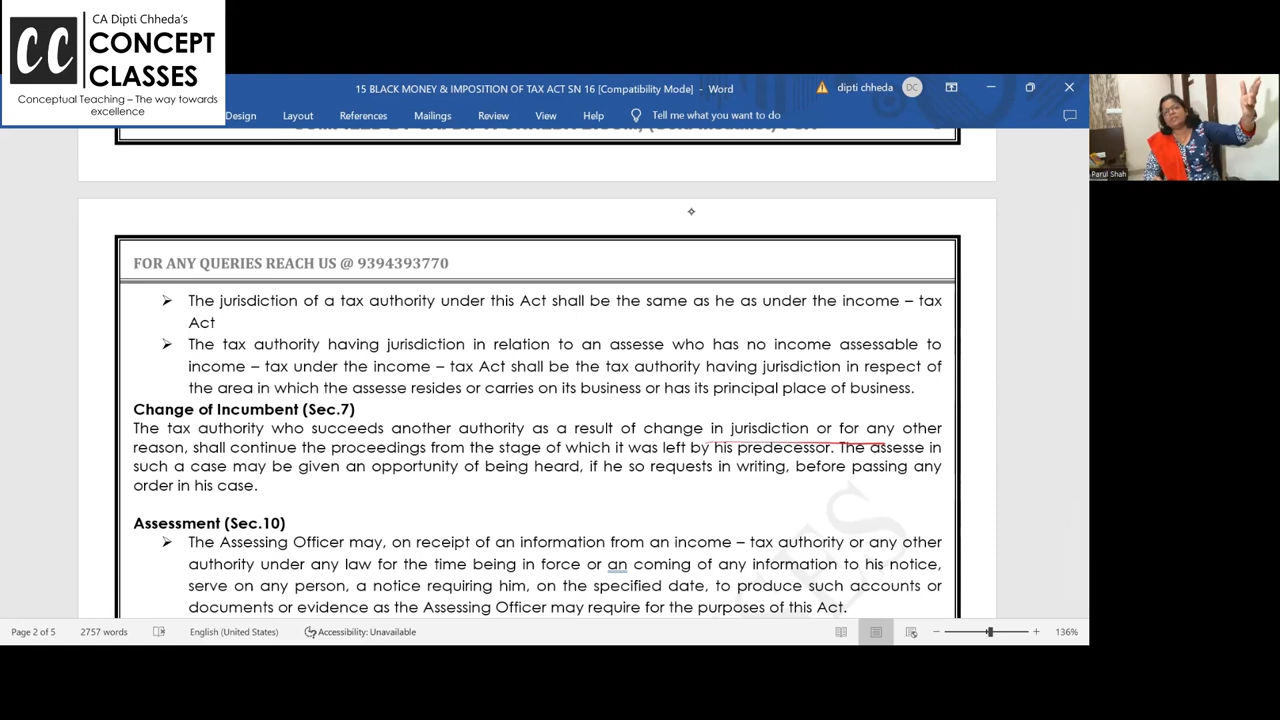 CA Dipti Chheda's
CONCEPT
CLASSES
Conceptual Teaching – The way towards
excellence
CC
15 BLACK MONEY & IMPOSITION OF TAX ACT SN 16 [Compatibility Mode] - Word
dipti chheda
DC
Design Layout References Mailings Review View Help Tell me what you want to do
Parul Shah
FOR ANY QUERIES REACH US @ 9394393770
➢ The jurisdiction of a tax authority under this Act shall be the same as he as under the income – tax
Act
➢ The tax authority having jurisdiction in relation to an assesse who has no income assessable to
income – tax under the income – tax Act shall be the tax authority having jurisdiction in respect of
the area in which the assesse resides or carries on its business or has its principal place of business.
Change of Incumbent (Sec.7)
The tax authority who succeeds another authority as a result of change in jurisdiction or for any other
reason, shall continue the proceedings from the stage of which it was left by his predecessor. The assesse in
such a case may be given an opportunity of being heard, if he so requests in writing, before passing any
order in his case.
Assessment (Sec.10)
➢ The Assessing Officer may, on receipt of an information from an income – tax authority or any other
authority under any law for the time being in force or an coming of any information to his notice,
serve on any person, a notice requiring him, on the specified date, to produce such accounts or
documents or evidence as the Assessing Officer may require for the purposes of this Act.
Page 2 of 5 2757 words English (United States) Accessibility: Unavailable 136%